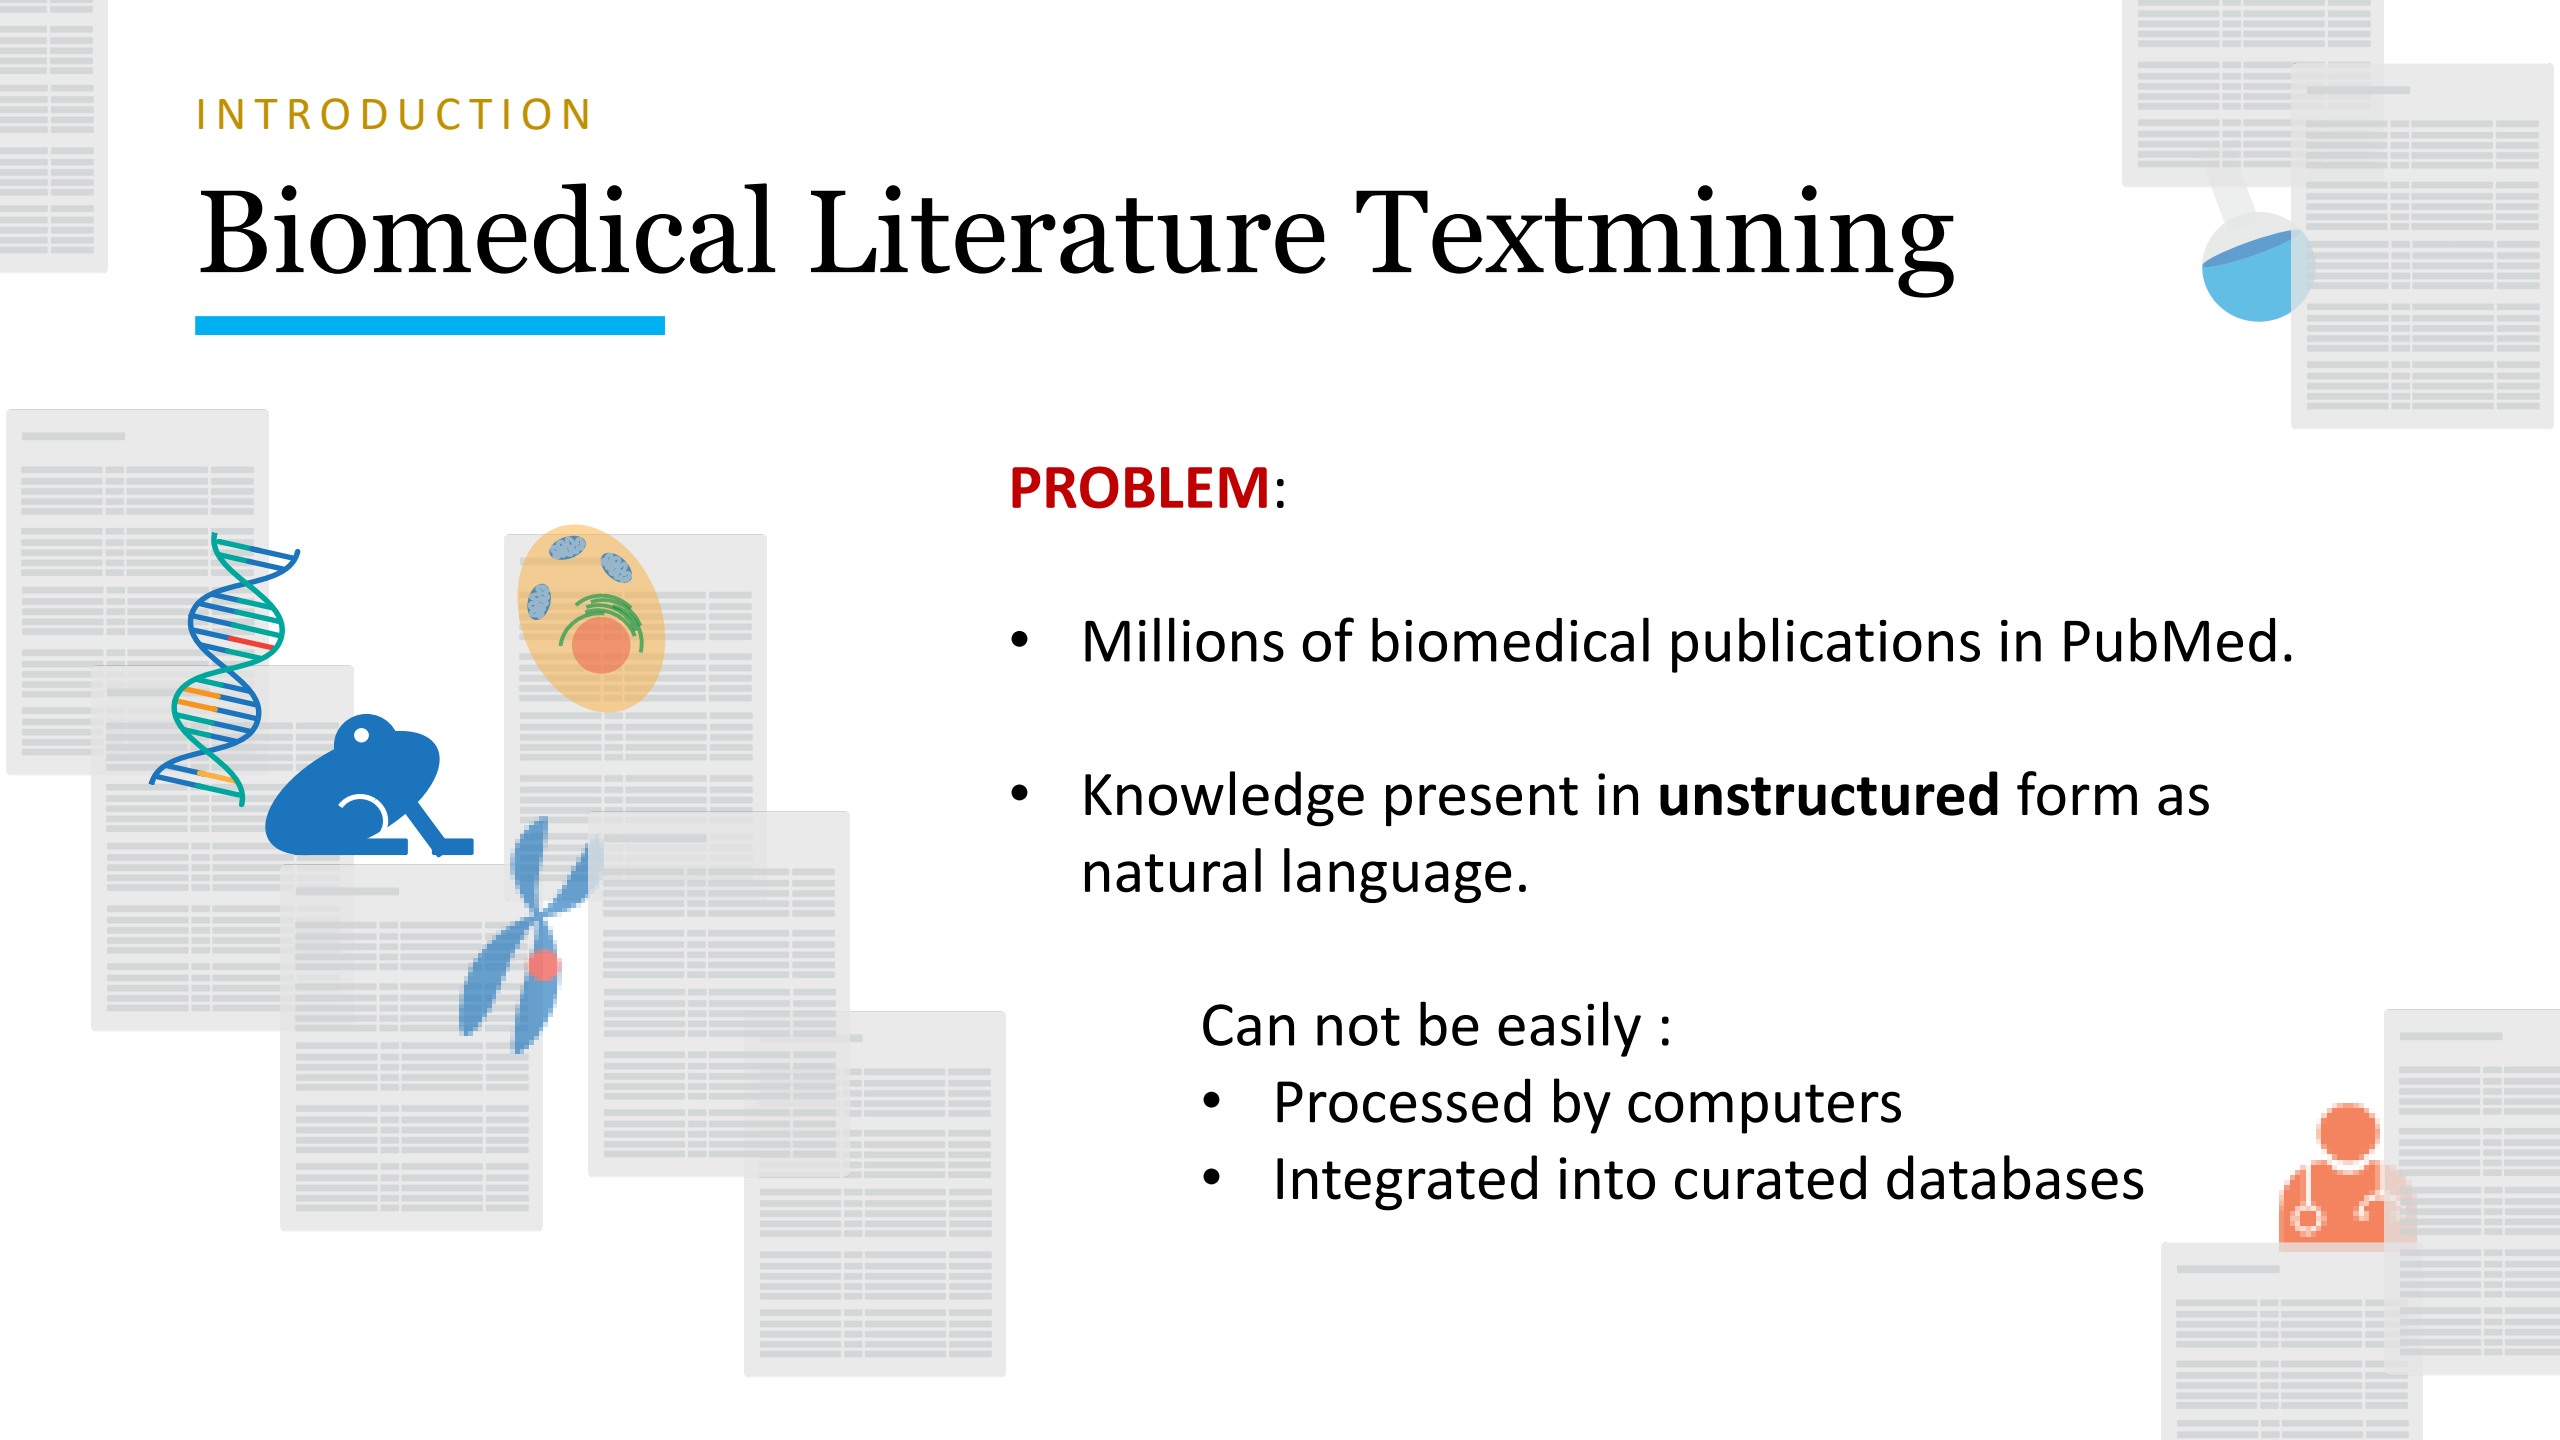 INTRODUCTION
Biomedical Literature Textmining
PROBLEM:
• Millions of biomedical publications in PubMed.
• Knowledge present in unstructured form as
natural language.
Can not be easily :
• Processed by computers
• Integrated into curated databases